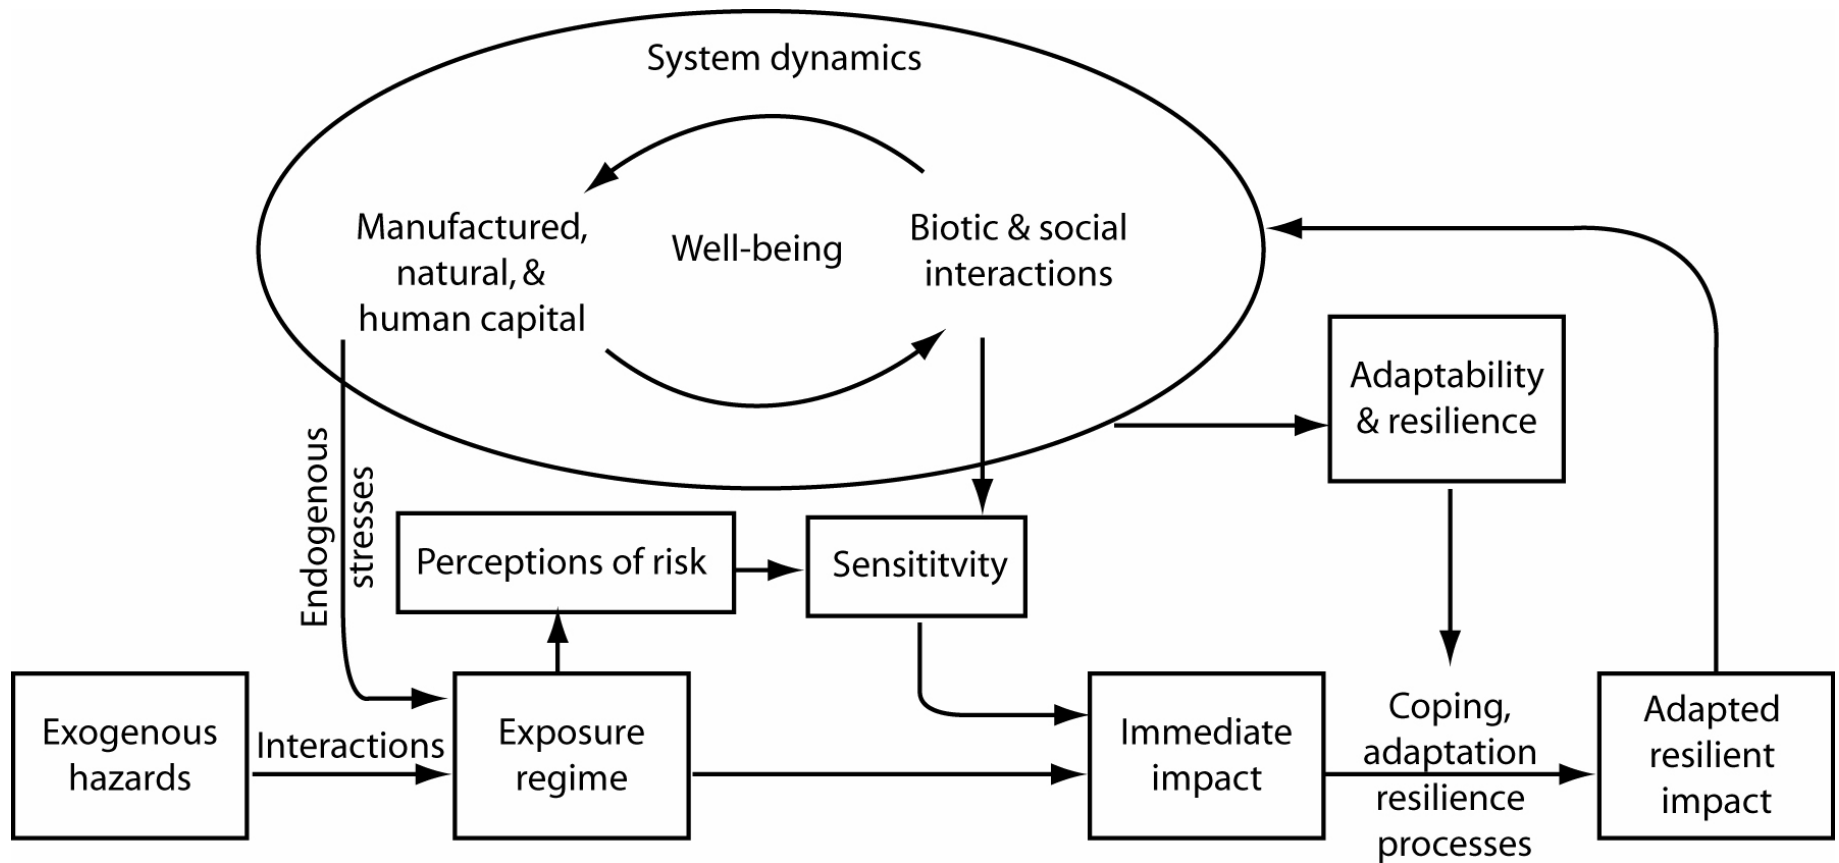 System dynamics
Manufactured,
natural, &
human capital
Well-being
Biotic & social
interactions
Adaptability
& resilience
Endogenous
stresses
Perceptions of risk
Sensititvity
Exogenous
hazards
Interactions
Exposure
regime
Immediate
impact
Coping,
adaptation
resilience
processes
Adapted
resilient
impact